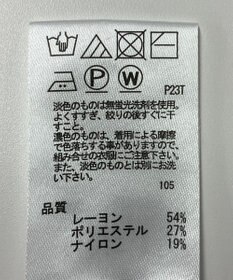 P W
P23T
淡色のものは無蛍光洗剤を使用。
よくすすぎ、絞りの後すぐに干
すこと。
濃色のものは、着用による摩擦
で色落ちする事がありますので、
組み合せの衣服にご注意下さい。
また、淡色のものとは別にお洗
い下さい。
105
品質
レーヨン 54%
ポリエステル 27%
ナイロン 19%